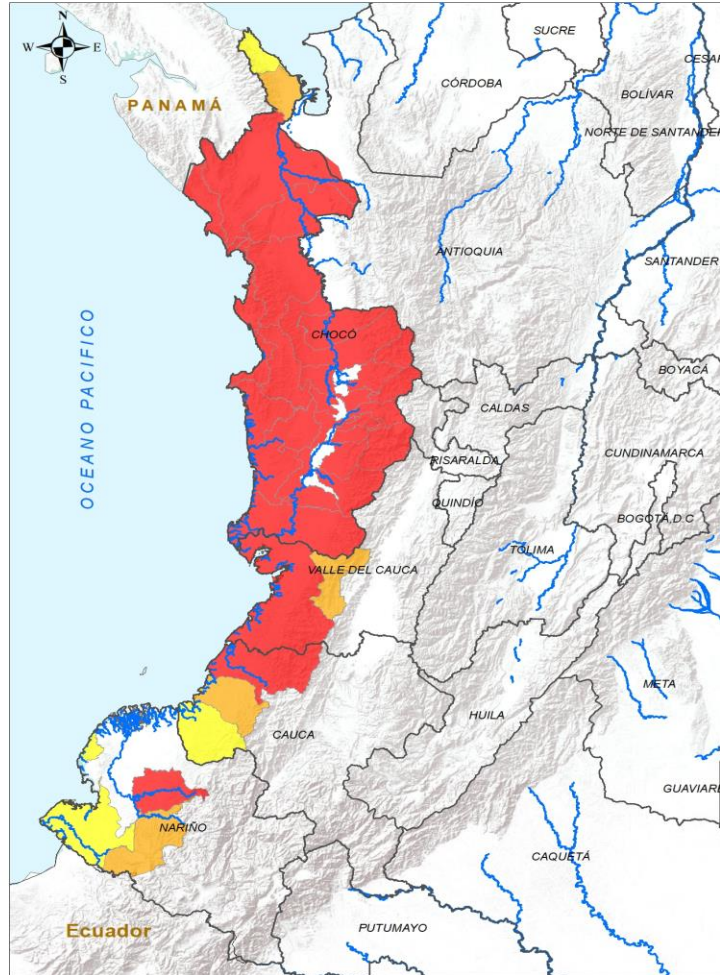 SUCRE
N
W E
S
CESAR
CÓRDOBA
BOLÍVAR
PANAMÁ
NORTE DE SANTANDER
ANTIOQUIA
SANTANDER
OCEANO PACIFICO
CHOCÓ
BOYACÁ
CALDAS
CUNDINAMARCA
RISARALDA
QUINDÍO
BOGOTÁ, D.C
TOLIMA
VALLE DEL CAUCA
META
HUILA
CAUCA
GUAVIARE
NARIÑO
CAQUETÁ
Ecuador
PUTUMAYO